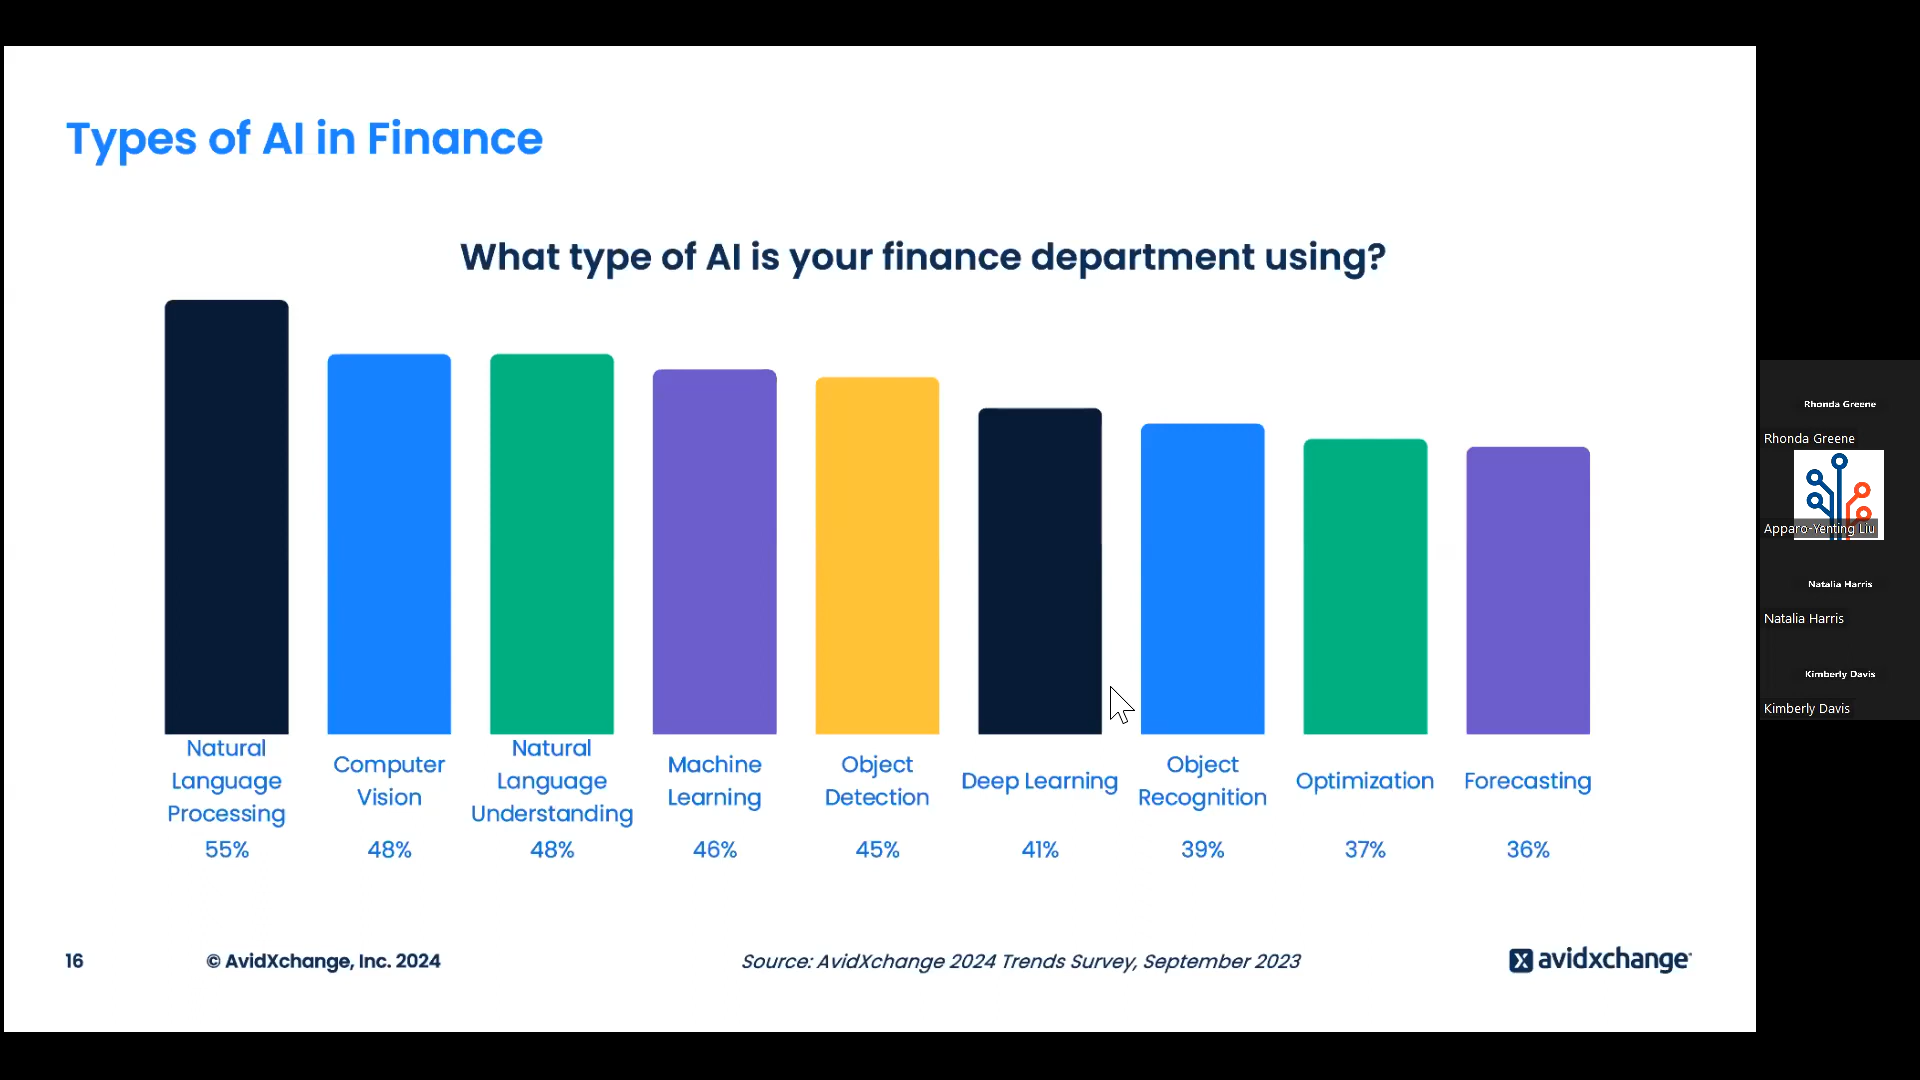 Types of AI in Finance
What type of AI is your finance department using?
Natural
Language
Processing
55%
Computer
Vision
48%
Natural
Language
Understanding
48%
Machine
Learning
46%
Object
Detection
45%
Deep Learning
41%
Object
Recognition
39%
Optimization
37%
Forecasting
36%
16
© AvidXchange, Inc. 2024
Source: AvidXchange 2024 Trends Survey, September 2023
avidxchange
Rhonda Greene
Rhonda Greene
Apparo-Yenting Liu
Natalia Harris
Natalia Harris
Kimberly Davis
Kimberly Davis